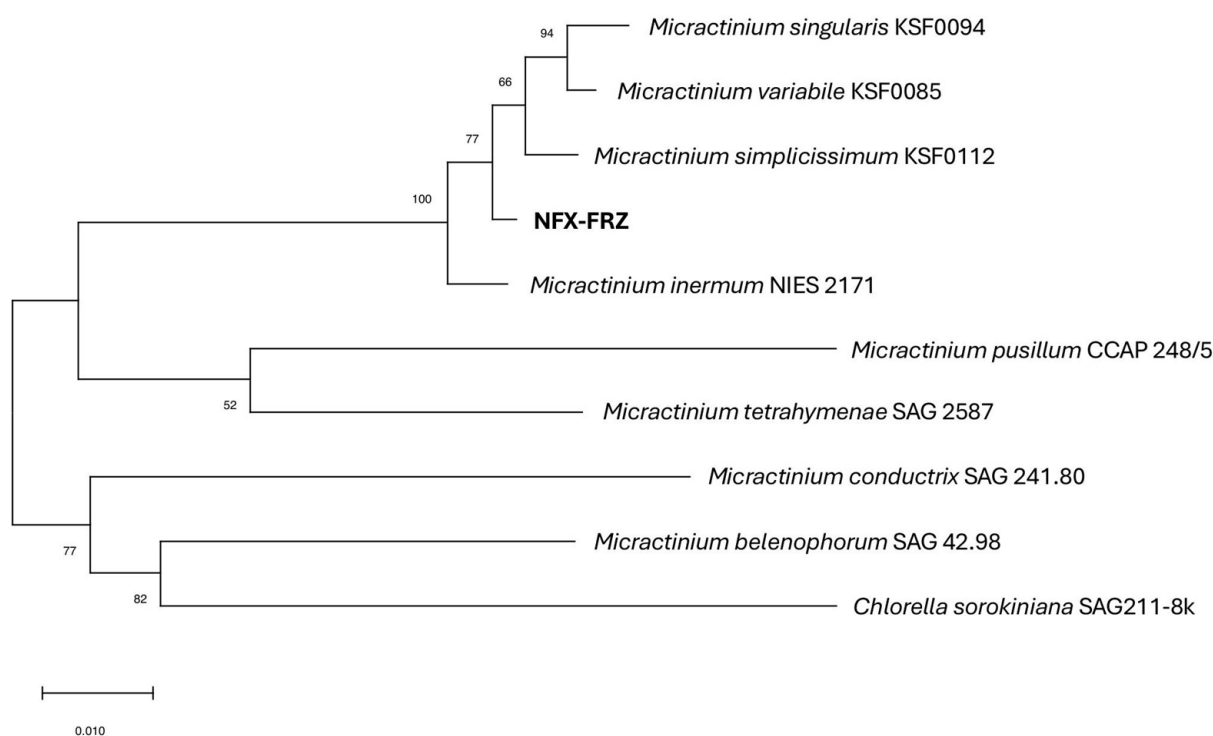 94
Micractinium singularis KSF0094
66
Micractinium variabile KSF0085
77
Micractinium simplicissimum KSF0112
100
NFX-FRZ
Micractinium inermum NIES 2171
Micractinium pusillum CCAP 248/5
52
Micractinium tetrahymenae SAG 2587
Micractinium conductrix SAG 241.80
77
Micractinium belenophorum SAG 42.98
82
Chlorella sorokiniana SAG211-8k
0.010